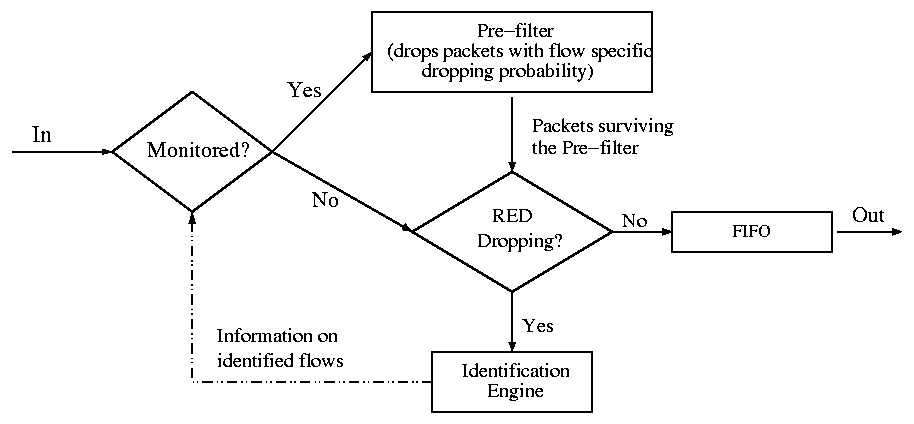 Pre−filter
(drops packets with flow specific
dropping probability)
Yes
In
Monitored?
Packets surviving
the Pre−filter
No
RED
Dropping?
No
FIFO
Out
Yes
Information on
identified flows
Identification
Engine